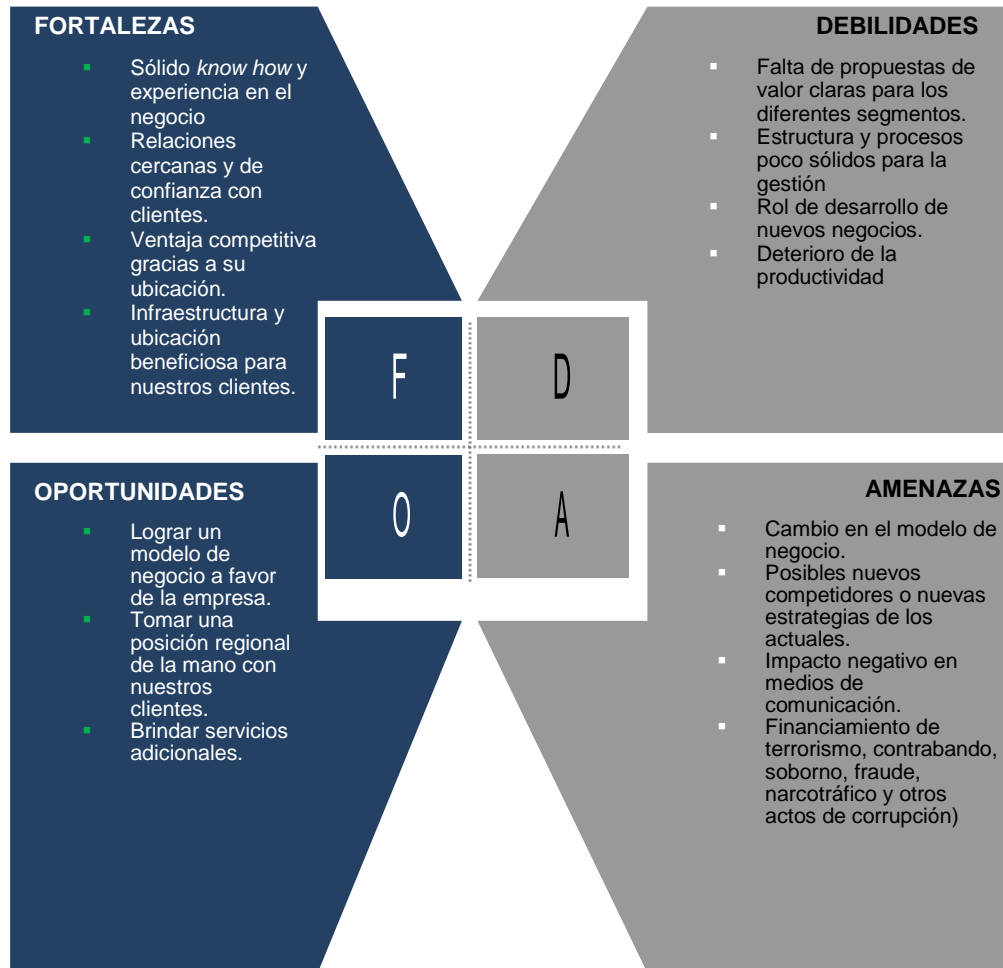 FORTALEZAS
▪ Sólido know how y
experiencia en el
negocio
▪ Relaciones
cercanas y de
confianza con
clientes.
▪ Ventaja competitiva
gracias a su
ubicación.
▪ Infraestructura y
ubicación
beneficiosa para
nuestros clientes.
DEBILIDADES
▪ Falta de propuestas de
valor claras para los
diferentes segmentos.
▪ Estructura y procesos
poco sólidos para la
gestión
▪ Rol de desarrollo de
nuevos negocios.
▪ Deterioro de la
productividad
F
D
O
A
OPORTUNIDADES
▪ Lograr un
modelo de
negocio a favor
de la empresa.
▪ Tomar una
posición regional
de la mano con
nuestros
clientes.
▪ Brindar servicios
adicionales.
AMENAZAS
▪ Cambio en el modelo de
negocio.
▪ Posibles nuevos
competidores o nuevas
estrategias de los
actuales.
▪ Impacto negativo en
medios de
comunicación.
▪ Financiamiento de
terrorismo, contrabando,
soborno, fraude,
narcotráfico y otros
actos de corrupción)